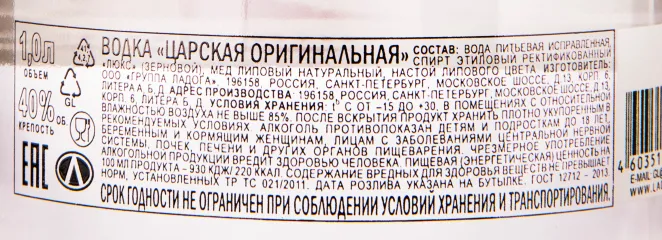 1,0л
ОБЪЕМ
40% ОБ.
КРЕПОСТЬ
GL
EAC
ВОДКА «ЦАРСКАЯ ОРИГИНАЛЬНАЯ» СОСТАВ: ВОДА ПИТЬЕВАЯ ИСПРАВЛЕННАЯ,
СПИРТ ЭТИЛОВЫЙ РЕКТИФИКОВАННЫЙ
«ЛЮКС» (ЗЕРНОВОЙ), МЕД ЛИПОВЫЙ НАТУРАЛЬНЫЙ, НАСТОЙ ЛИПОВОГО ЦВЕТА. ИЗГОТОВИТЕЛЬ:
ООО «ГРУППА ЛАДОГА», 196158, РОССИЯ, САНКТ-ПЕТЕРБУРГ, МОСКОВСКОЕ ШОССЕ, Д.13, КОРП.6,
ЛИТЕРА А, Б, Д. АДРЕС ПРОИЗВОДСТВА: 196158, РОССИЯ, САНКТ-ПЕТЕРБУРГ, МОСКОВСКОЕ ШОССЕ, Д.13,
КОРП. 6, ЛИТЕРА Б, Д. УСЛОВИЯ ХРАНЕНИЯ: t° С ОТ -15 ДО +30, В ПОМЕЩЕНИЯХ С ОТНОСИТЕЛЬНОЙ
ВЛАЖНОСТЬЮ ВОЗДУХА НЕ ВЫШЕ 85%. ПОСЛЕ ВСКРЫТИЯ ПРОДУКТ ХРАНИТЬ ПЛОТНО УКУПОРЕННЫМ В
РЕКОМЕНДУЕМЫХ УСЛОВИЯХ. АЛКОГОЛЬ ПРОТИВОПОКАЗАН ДЕТЯМ И ПОДРОСТКАМ ДО 18 ЛЕТ,
БЕРЕМЕННЫМ И КОРМЯЩИМ ЖЕНЩИНАМ, ЛИЦАМ С ЗАБОЛЕВАНИЯМИ ЦЕНТРАЛЬНОЙ НЕРВНОЙ
СИСТЕМЫ, ПОЧЕК, ПЕЧЕНИ И ДРУГИХ ОРГАНОВ ПИЩЕВАРЕНИЯ. ЧРЕЗМЕРНОЕ УПОТРЕБЛЕНИЕ
АЛКОГОЛЬНОЙ ПРОДУКЦИИ ВРЕДИТ ЗДОРОВЬЮ ЧЕЛОВЕКА. ПИЩЕВАЯ (ЭНЕРГЕТИЧЕСКАЯ) ЦЕННОСТЬ НА
100 МЛ ПРОДУКТА – 930 КДЖ/ 220 ККАЛ. СОДЕРЖАНИЕ ВРЕДНЫХ ДЛЯ ЗДОРОВЬЯ ВЕЩЕСТВ НЕ ПРЕВЫШАЕТ
НОРМ, УСТАНОВЛЕННЫХ ТР ТС 021/2011. ДАТА РОЗЛИВА УКАЗАНА НА БУТЫЛКЕ. ГОСТ 12712 – 2013.
СРОК ГОДНОСТИ НЕ ОГРАНИЧЕН ПРИ СОБЛЮДЕНИИ УСЛОВИЙ ХРАНЕНИЯ И ТРАНСПОРТИРОВАНИЯ.
4 60351
E-MAIL: